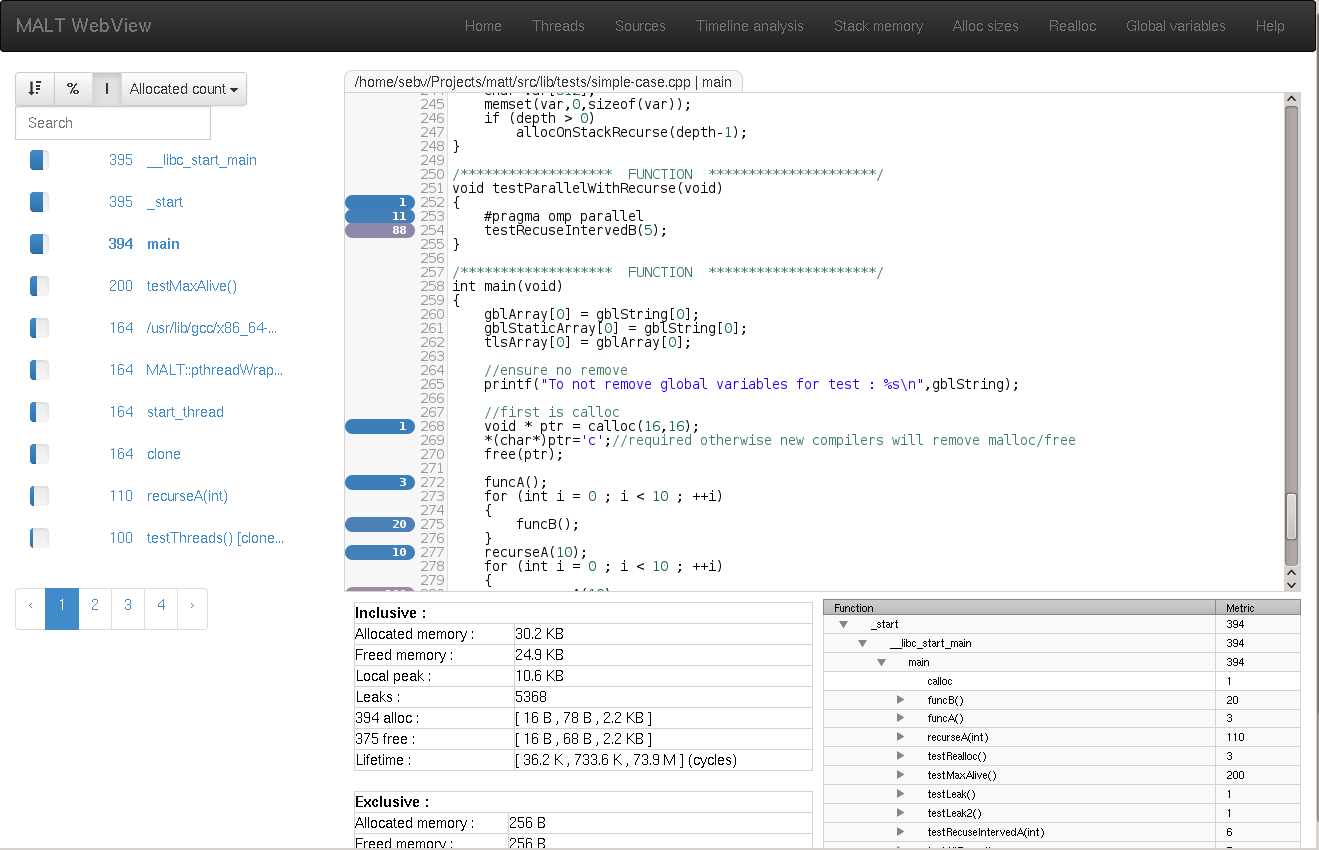 MALT WebView Home Threads Sources Timeline analysis Stack memory Alloc sizes Realloc Global variables Help
% I Allocated count
Search
395 __libc_start_main
395 _start
394 main
200 testMaxAlive()
164 /usr/lib/gcc/x86_64-...
164 MALT::pthreadWrap...
164 start_thread
164 clone
110 recurseA(int)
100 testThreads() [clone...
‹ 1 2 3 4 ›
/home/sebv/Projects/matt/src/lib/tests/simple-case.cpp | main
245 memset(var,0,sizeof(var));
246 if (depth > 0)
247 allocOnStackRecurse(depth-1);
248 }
249
250 /******************* FUNCTION *********************/
251 void testParallelWithRecurse(void)
1 252 {
11 253 #pragma omp parallel
88 254 testRecuseIntervedB(5);
255 }
256
257 /******************* FUNCTION *********************/
258 int main(void)
259 {
260 gblArray[0] = gblString[0];
261 gblStaticArray[0] = gblString[0];
262 tlsArray[0] = gblArray[0];
263
264 //ensure no remove
265 printf("To not remove global variables for test : %s\n",gblString);
266
267 //first is calloc
1 268 void * ptr = calloc(16,16);
269 *(char*)ptr='c';//required otherwise new compilers will remove malloc/free
270 free(ptr);
271
3 272 funcA();
273 for (int i = 0 ; i < 10 ; ++i)
274 {
20 275 funcB();
276 }
10 277 recurseA(10);
278 for (int i = 0 ; i < 10 ; ++i)
279 {
Inclusive :
Allocated memory : 30.2 KB
Freed memory : 24.9 KB
Local peak : 10.6 KB
Leaks : 5368
394 alloc : [ 16 B , 78 B , 2.2 KB ]
375 free : [ 16 B , 68 B , 2.2 KB ]
Lifetime : [ 36.2 K , 733.6 K , 73.9 M ] (cycles)
Exclusive :
Allocated memory : 256 B
Freed memory : 256 B
Function Metric
_start 394
__libc_start_main 394
main 394
calloc 1
funcB() 20
funcA() 3
recurseA(int) 110
testRealloc() 3
testMaxAlive() 200
testLeak() 1
testLeak2() 1
testRecuseIntervedA(int) 6